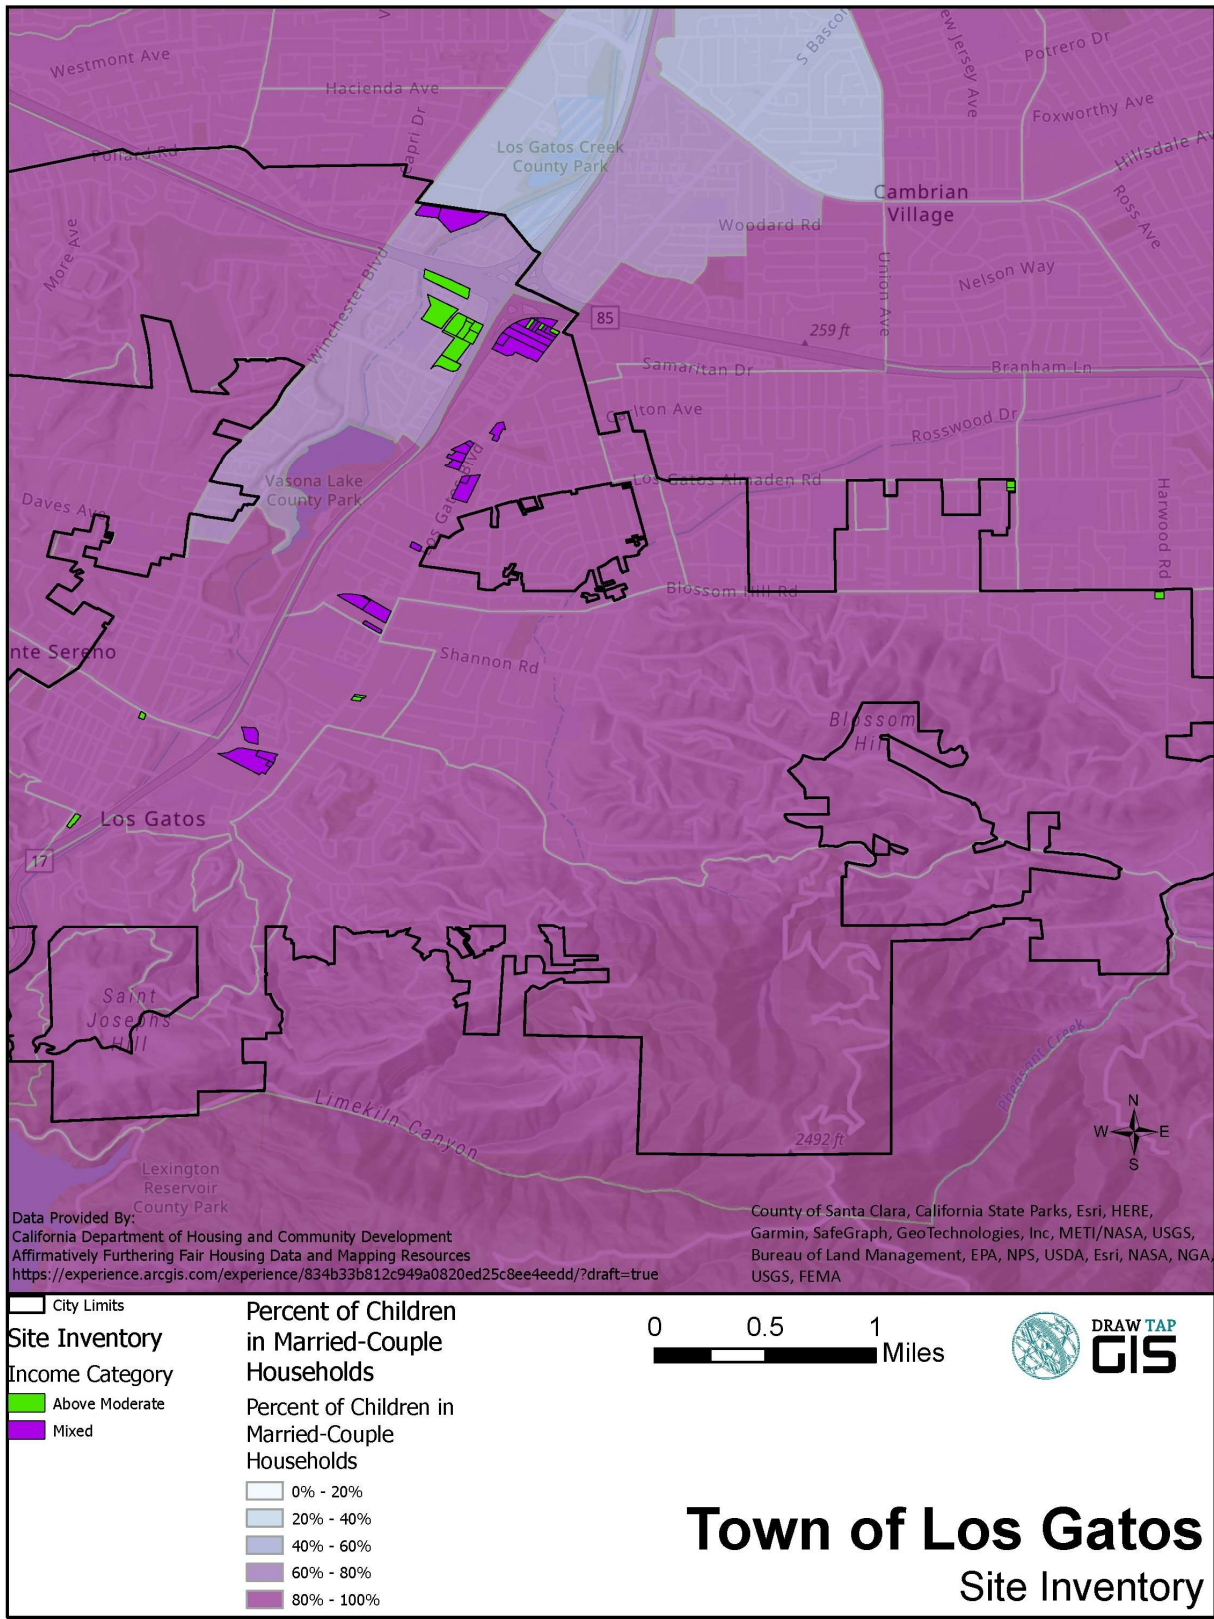 Westmont Ave
Hacienda Ave
Capri Dr
Los Gatos Creek
County Park
S Basco
ew Jersey Ave
Potrero Dr
Foxworthy Ave
Hillsdale Av
Ross Ave
Pollard Rd
More Ave
Winchester Blvd
Cambrian
Village
Woodard Rd
Union Ave
Nelson Way
85
259 ft
Samaritan Dr
Branham Ln
Carlton Ave
Rosswood Dr
Los Gatos Almaden Rd
Los Gatos Blvd
Vasona Lake
County Park
Daves Ave
Harwood Rd
Blossom Hill Rd
nte Sereno
Shannon Rd
Blossom
Hill
Los Gatos
17
Saint
Josephs
Hill
Limekiln Canyon
Pheasant Creek
2492 ft
N
W
E
S
Lexington
Reservoir
County Park
Data Provided By:
California Department of Housing and Community Development
Affirmatively Furthering Fair Housing Data and Mapping Resources
https://experience.arcgis.com/experience/834b33b812c949a0820ed25c8ee4eedd/?draft=true
County of Santa Clara, California State Parks, Esri, HERE,
Garmin, SafeGraph, GeoTechnologies, Inc, METI/NASA, USGS,
Bureau of Land Management, EPA, NPS, USDA, Esri, NASA, NGA,
USGS, FEMA
City Limits
Site Inventory
Income Category
Above Moderate
Mixed
Percent of Children
in Married-Couple
Households
Percent of Children in
Married-Couple
Households
0% - 20%
20% - 40%
40% - 60%
60% - 80%
80% - 100%
0 0.5 1
Miles
DRAW TAP
GIS
Town of Los Gatos
Site Inventory